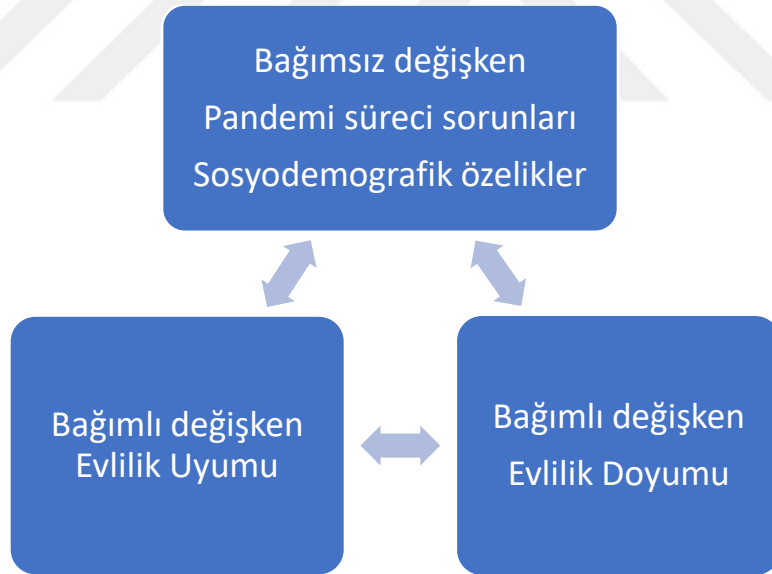 Bağımsız değişken
Pandemi süreci sorunları
Sosyodemografik özelikler
Bağımlı değişken
Evlilik Uyumu
Bağımlı değişken
Evlilik Doyumu